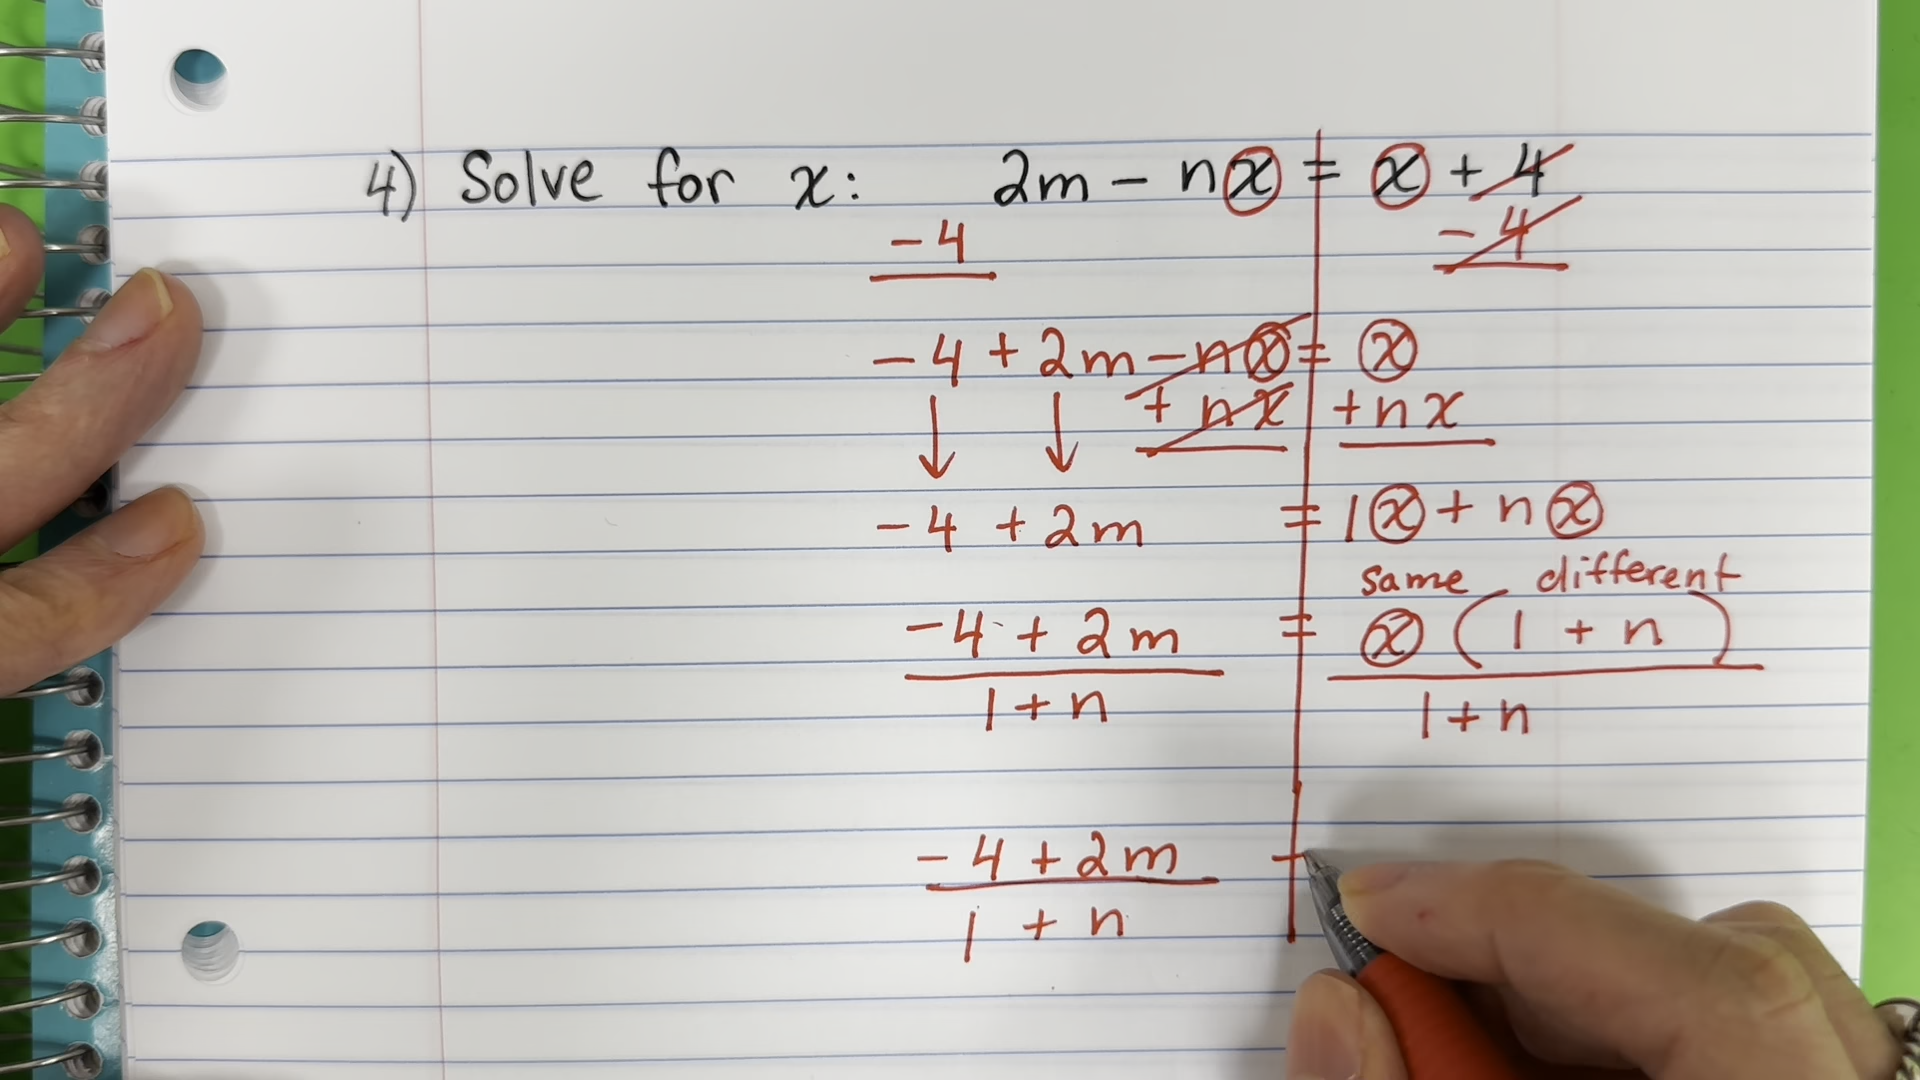 4) Solve for x: 2m - nx = x + 4
-4 -4
-4 + 2m - nx = x
+ nx + nx
-4 + 2m = 1x + nx
same different
-4 + 2m = x ( 1 + n )
1 + n 1 + n
-4 + 2m =
1 + n